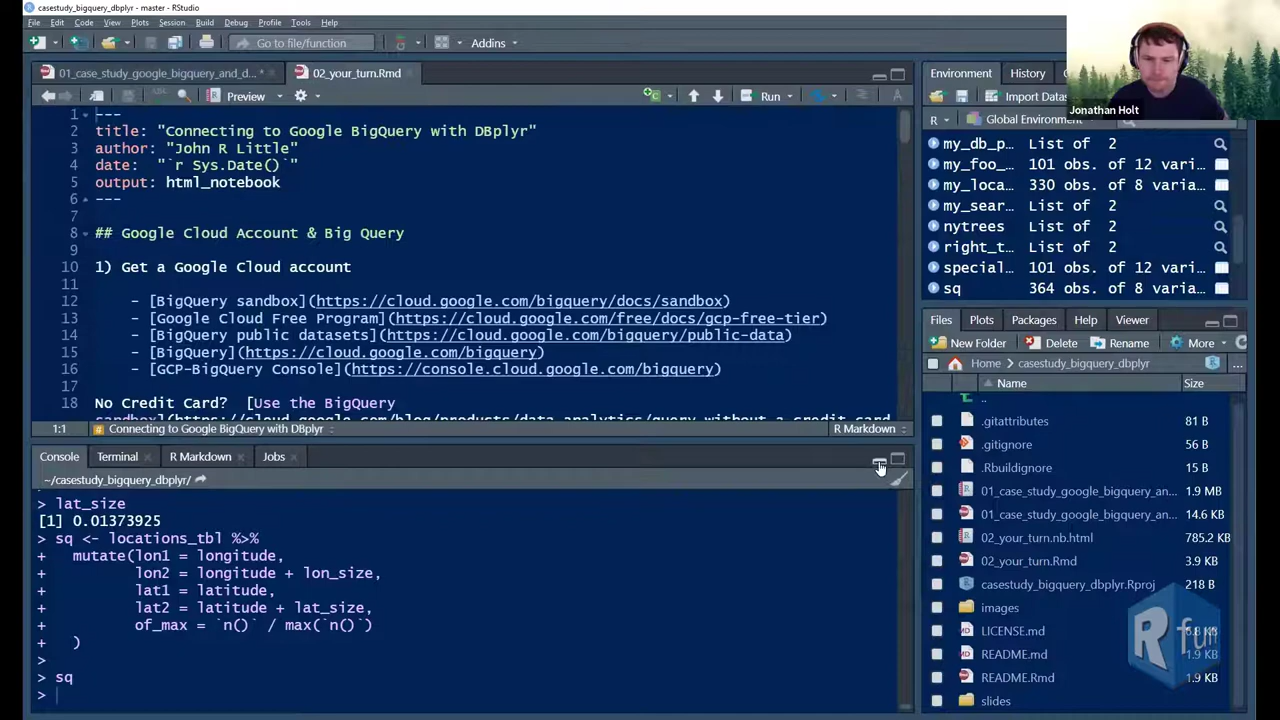 casestudy_bigquery_dbplyr - master - RStudio
File Edit Code View Plots Session Build Debug Profile Tools Help
Go to file/function Addins
01_case_study_google_bigquery_and_d... * 02_your_turn.Rmd
Preview Run
1 ---
2 title: "Connecting to Google BigQuery with DBplyr"
3 author: "John R Little"
4 date: "`r Sys.Date()`"
5 output: html_notebook
6 ---
7
8 ## Google Cloud Account & Big Query
9
10 1) Get a Google Cloud account
11
12 - [BigQuery sandbox](https://cloud.google.com/bigquery/docs/sandbox)
13 - [Google Cloud Free Program](https://cloud.google.com/free/docs/gcp-free-tier)
14 - [BigQuery public datasets](https://cloud.google.com/bigquery/public-data)
15 - [BigQuery](https://cloud.google.com/bigquery)
16 - [GCP-BigQuery Console](https://console.cloud.google.com/bigquery)
17
18 No Credit Card? [Use the BigQuery
sandbox](https://cloud.google.com/blog/products/data-analytics/query-without-a-credit-card
1:1 Connecting to Google BigQuery with DBplyr R Markdown
Console Terminal R Markdown Jobs
~/casestudy_bigquery_dbplyr/
> lat_size
[1] 0.01373925
> sq <- locations_tbl %>%
+ mutate(lon1 = longitude,
+ lon2 = longitude + lon_size,
+ lat1 = latitude,
+ lat2 = latitude + lat_size,
+ of_max = `n()` / max(`n()`)
+ )
>
> sq
>
Environment History
Import Datas
R Global Environment
my_db_p... List of 2
my_foo_... 101 obs. of 12 varia...
my_loca... 330 obs. of 8 varia...
my_sear... List of 2
nytrees List of 2
right_t... List of 2
special... 101 obs. of 12 varia...
sq 364 obs. of 8 varia...
Files Plots Packages Help Viewer
New Folder Delete Rename More
Home casestudy_bigquery_dbplyr ...
Name Size
..
.gitattributes 81 B
.gitignore 56 B
.Rbuildignore 15 B
01_case_study_google_bigquery_an... 1.9 MB
01_case_study_google_bigquery_an... 14.6 KB
02_your_turn.nb.html 785.2 KB
02_your_turn.Rmd 3.9 KB
casestudy_bigquery_dbplyr.Rproj 218 B
images
LICENSE.md 6.8 KB
README.md 1.9 KB
README.Rmd 1.9 KB
slides
Jonathan Holt
R fun